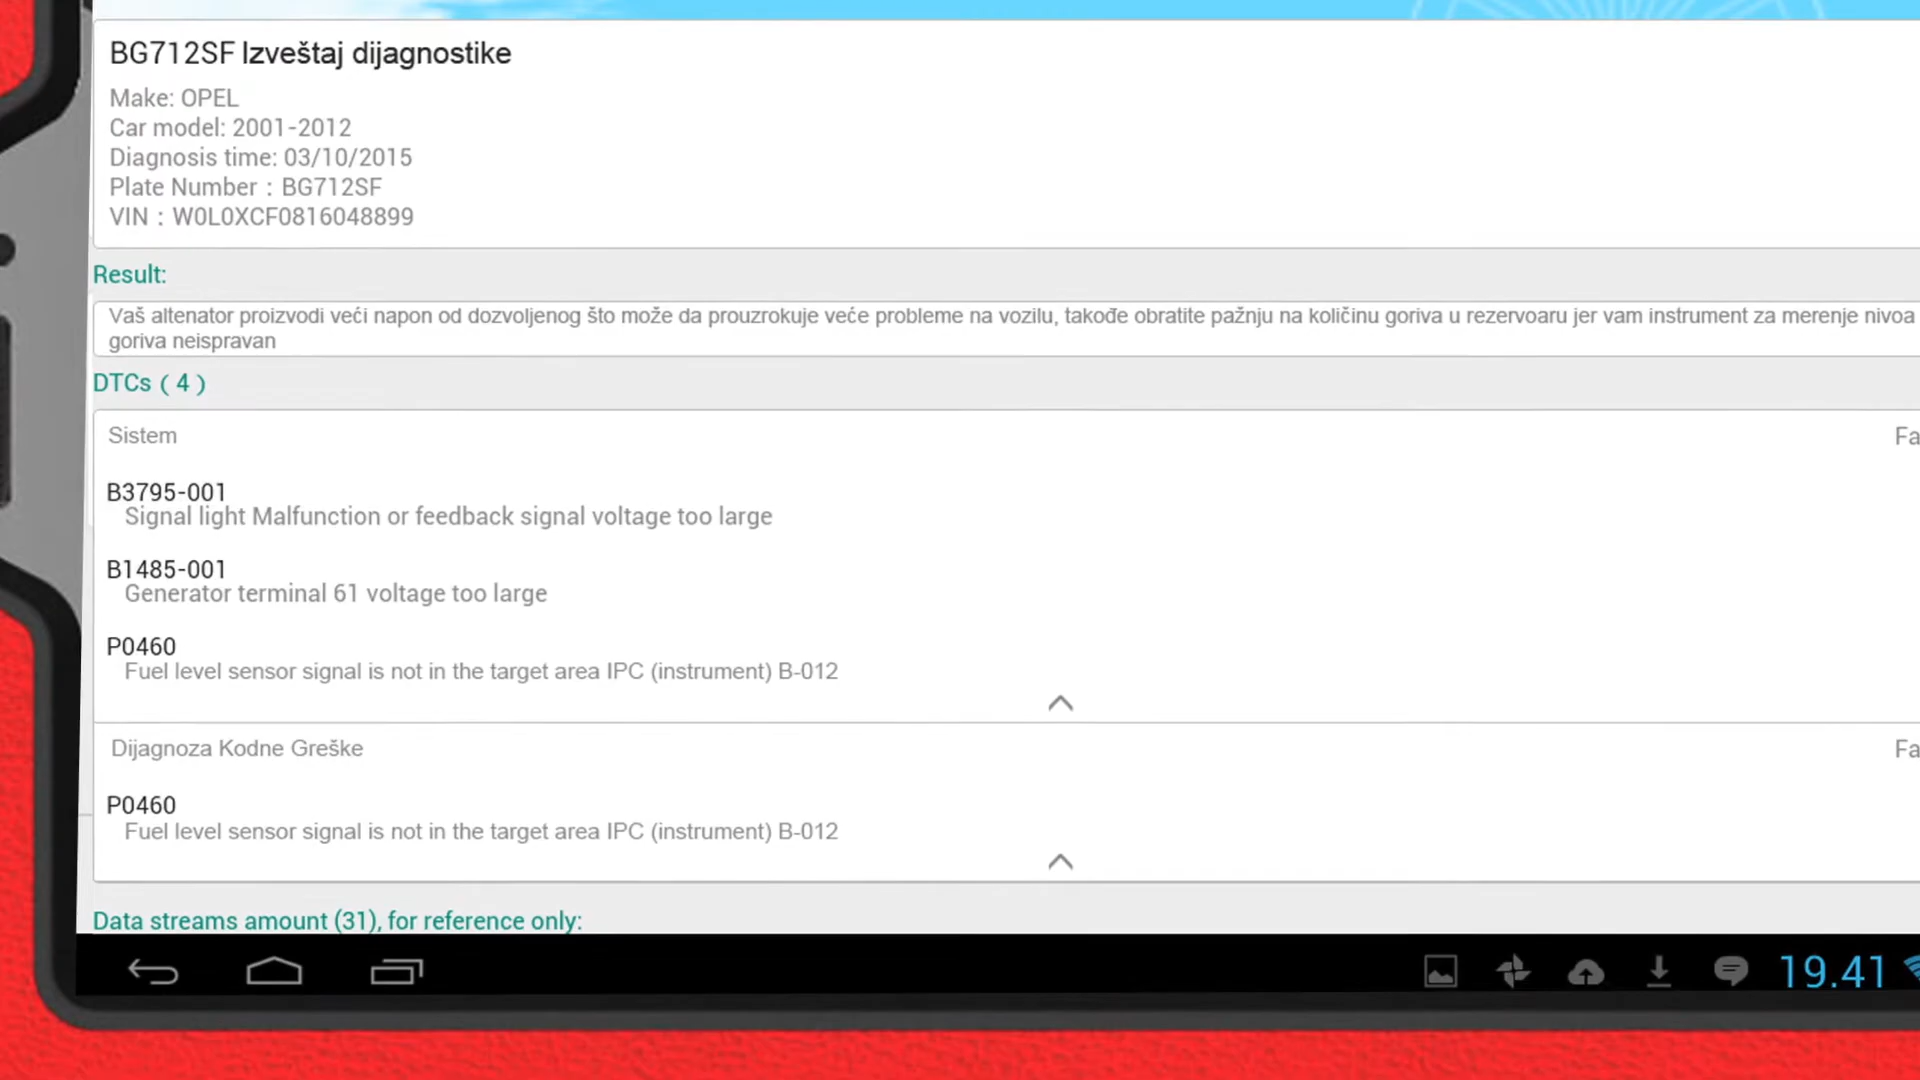 BG712SF Izveštaj dijagnostike
Make: OPEL
Car model: 2001-2012
Diagnosis time: 03/10/2015
Plate Number : BG712SF
VIN : W0L0XCF0816048899
Result:
Vaš altenator proizvodi veći napon od dozvoljenog što može da prouzrokuje veće probleme na vozilu, takođe obratite pažnju na količinu goriva u rezervoaru jer vam instrument za merenje nivoa
goriva neispravan
DTCs ( 4 )
Sistem
Fa
B3795-001
Signal light Malfunction or feedback signal voltage too large
B1485-001
Generator terminal 61 voltage too large
P0460
Fuel level sensor signal is not in the target area IPC (instrument) B-012
Dijagnoza Kodne Greške
Fa
P0460
Fuel level sensor signal is not in the target area IPC (instrument) B-012
Data streams amount (31), for reference only:
19.41